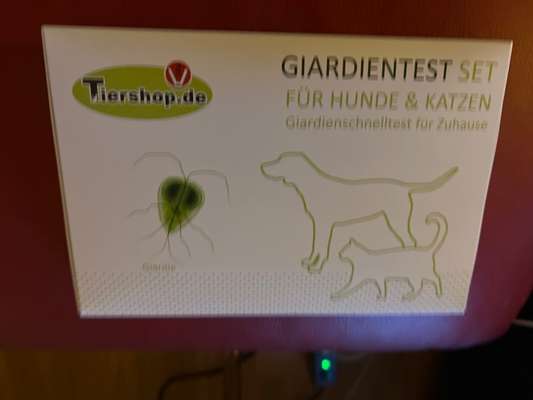 Tiershop.de
GIARDIENTEST SET
FÜR HUNDE & KATZEN
Giardienschnelltest für Zuhause
Giardie